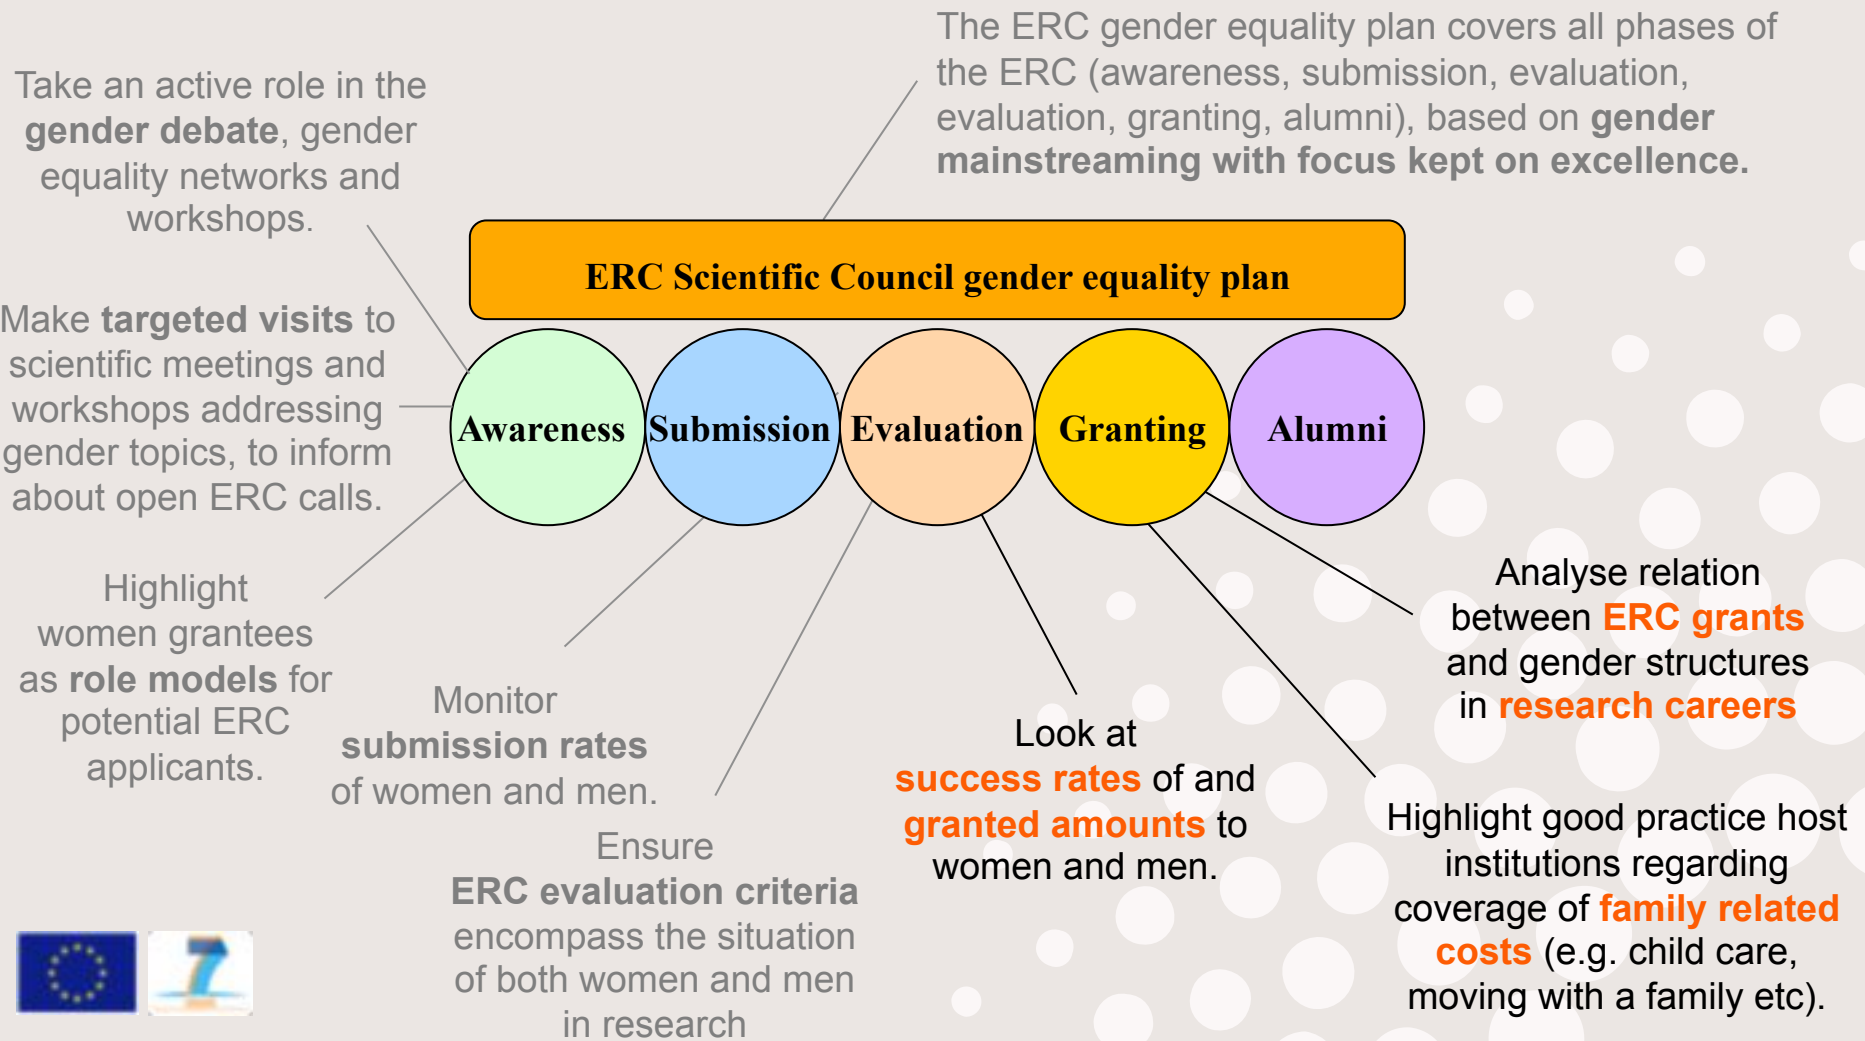 The ERC gender equality plan covers all phases of
the ERC (awareness, submission, evaluation,
evaluation, granting, alumni), based on gender
mainstreaming with focus kept on excellence.
Take an active role in the
gender debate, gender
equality networks and
workshops.
ERC Scientific Council gender equality plan
Make targeted visits to
scientific meetings and
workshops addressing
gender topics, to inform
about open ERC calls.
Awareness
Submission
Evaluation
Granting
Alumni
Highlight
women grantees
as role models for
potential ERC
applicants.
Monitor
submission rates
of women and men.
Ensure
ERC evaluation criteria
encompass the situation
of both women and men
in research
Look at
success rates of and
granted amounts to
women and men.
Analyse relation
between ERC grants
and gender structures
in research careers
Highlight good practice host
institutions regarding
coverage of family related
costs (e.g. child care,
moving with a family etc).
7